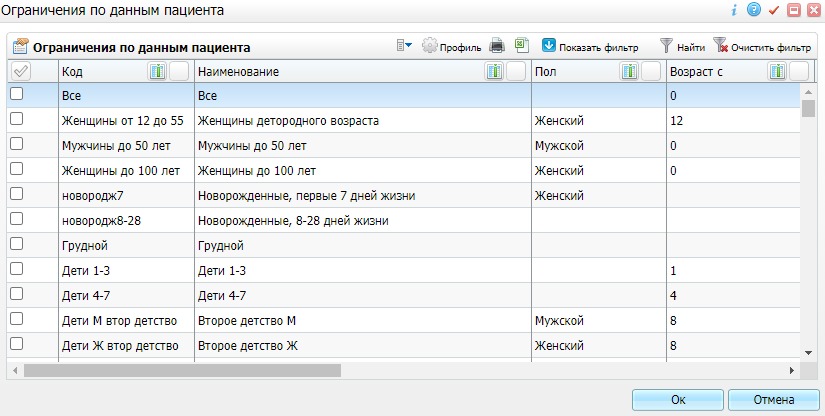 Ограничения по данным пациента
Ограничения по данным пациента Профиль Показать фильтр Найти Очистить фильтр
Код Наименование Пол Возраст с
Все Все 0
Женщины от 12 до 55 Женщины детородного возраста Женский 12
Мужчины до 50 лет Мужчины до 50 лет Мужской 0
Женщины до 100 лет Женщины до 100 лет Женский 0
новородж7 Новорожденные, первые 7 дней жизни Женский
новородж8-28 Новорожденные, 8-28 дней жизни
Грудной Грудной
Дети 1-3 Дети 1-3 1
Дети 4-7 Дети 4-7 4
Дети М втор детство Второе детство М Мужской 8
Дети Ж втор детство Второе детство Ж Женский 8
Ок Отмена